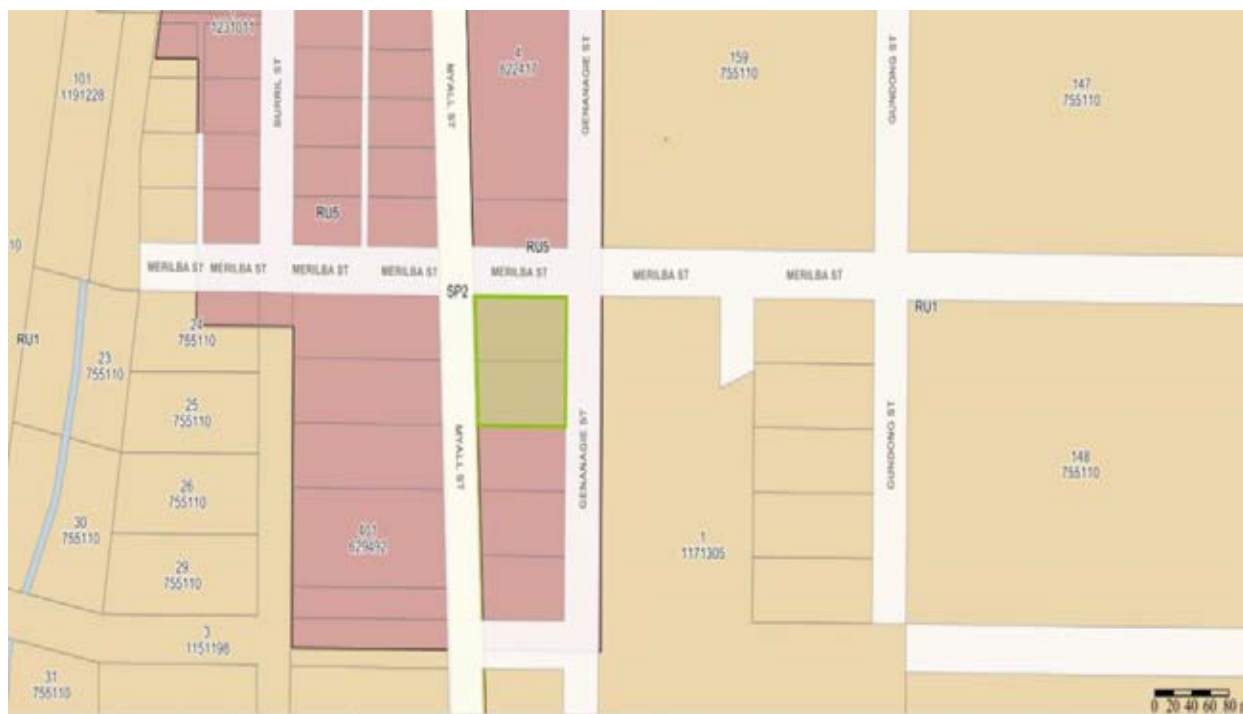 1231011
BURRIL ST
MYALL ST
4
622417
GENANAGIE ST
159
755110
GUNDONG ST
147
755110
101
1191228
RU5
RU5
10
MERILBA ST
MERILBA ST
MERILBA ST
MERILBA ST
MERILBA ST
MERILBA ST
MERILBA ST
SP2
RU1
RU1
24
755110
23
755110
25
755110
26
755110
29
755110
30
755110
401
629492
MYALL ST
GENANAGIE ST
GUNDONG ST
1
1171305
148
755110
3
1151198
31
755110
0 20 40 60 80